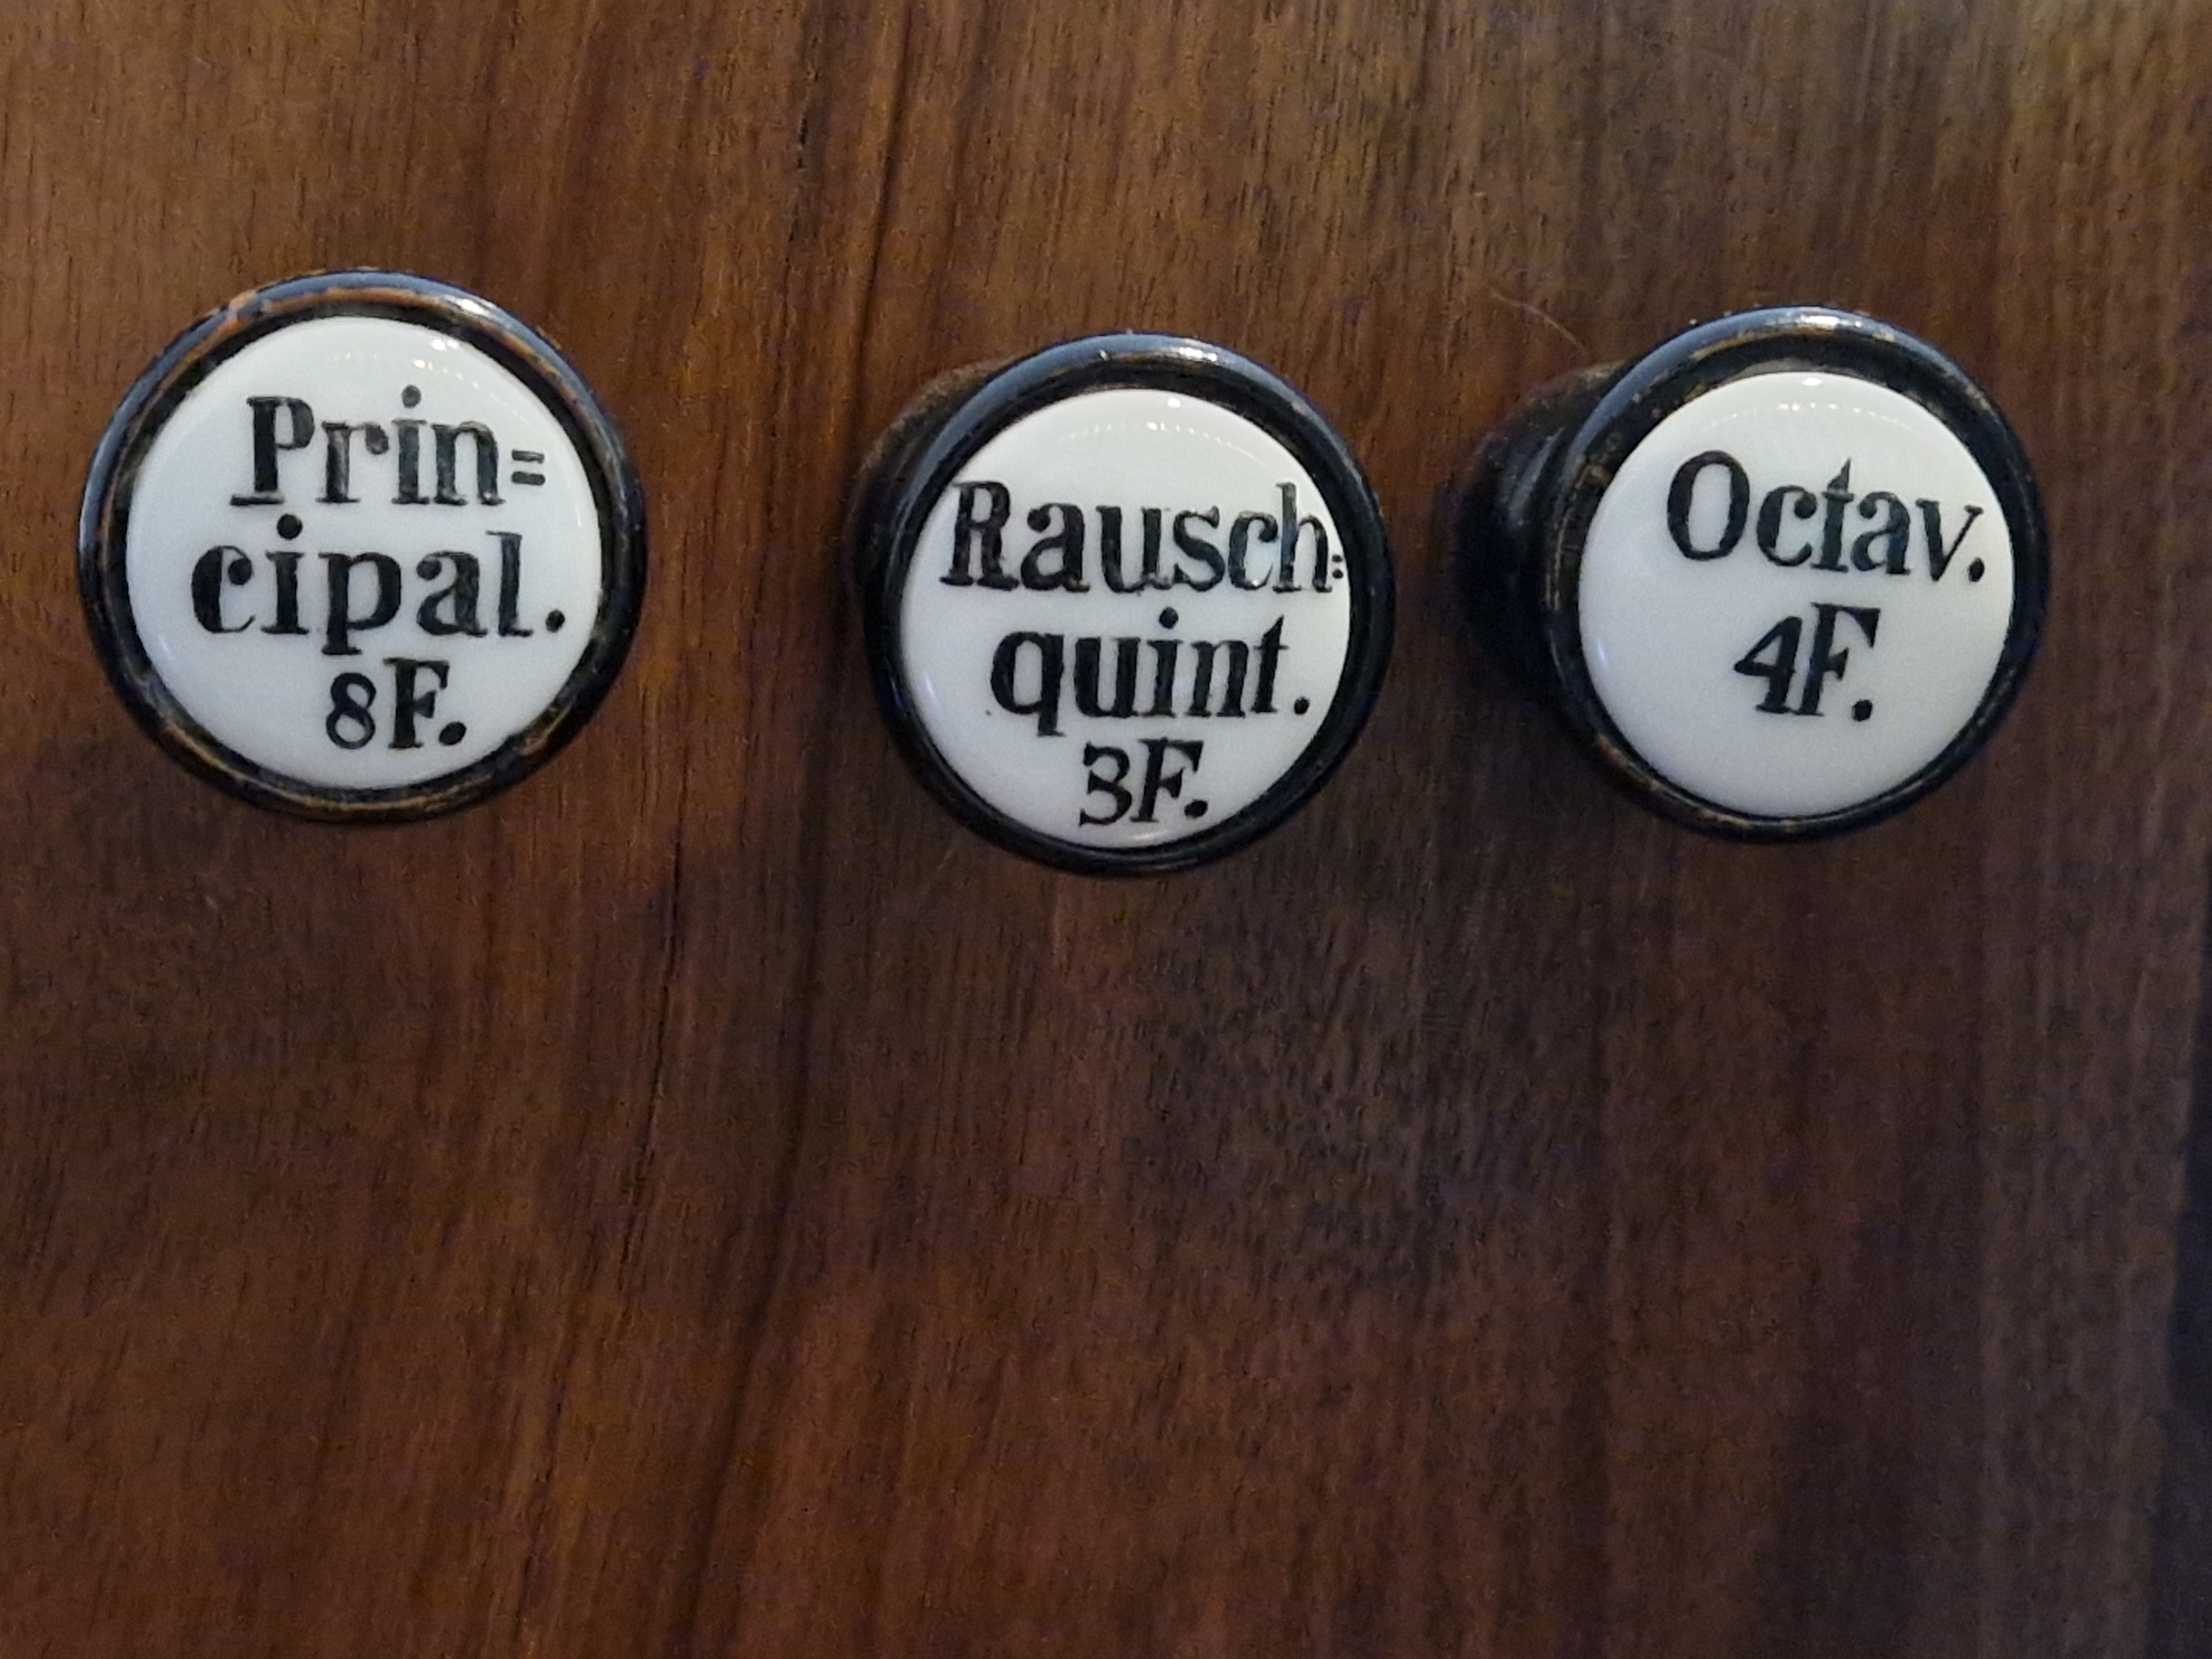 Prin=
cipal.
8F.
Rausch=
quint.
3F.
Octav.
4F.